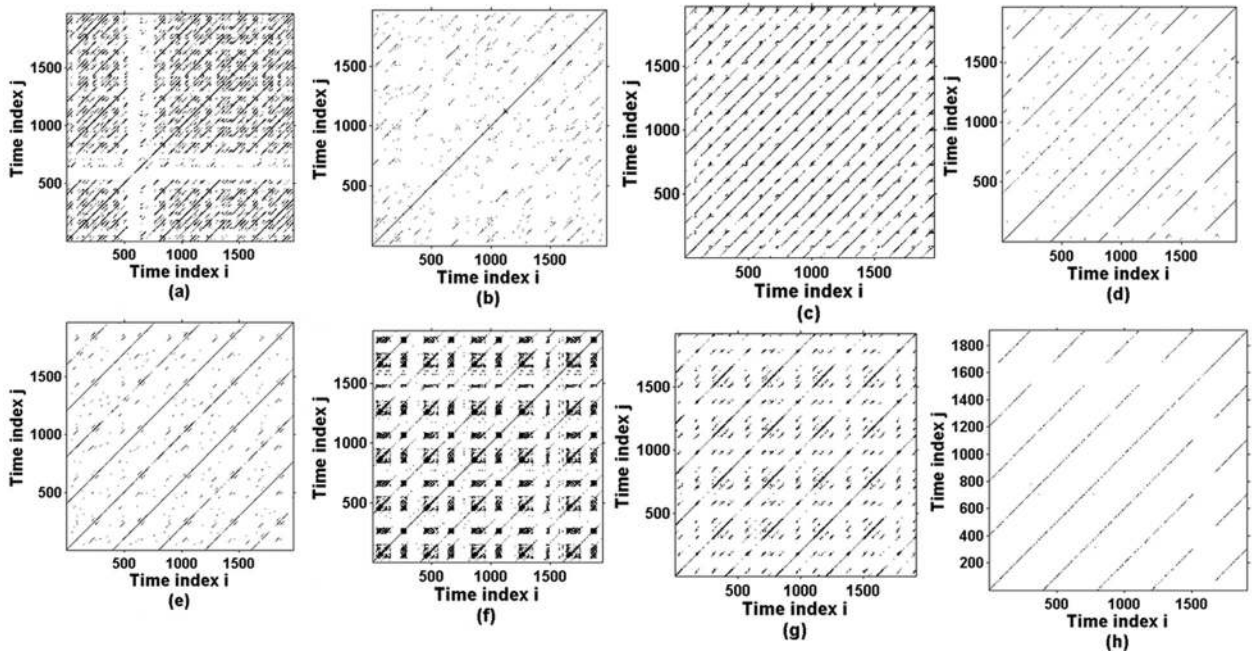 1500
1000
500
Time index j
500 1000 1500
Time index i
(a)
1500
1000
500
Time index j
500 1000 1500
Time index i
(b)
1500
1000
500
Time index j
500 1000 1500
Time index i
(c)
1500
1000
500
Time index j
500 1000 1500
Time index i
(d)
1500
1000
500
Time index j
500 1000 1500
Time index i
(e)
1500
1000
500
Time index j
500 1000 1500
Time index i
(f)
1500
1000
500
Time index j
500 1000 1500
Time index i
(g)
1800
1600
1400
1200
1000
800
600
400
200
Time index j
500 1000 1500
Time index i
(h)